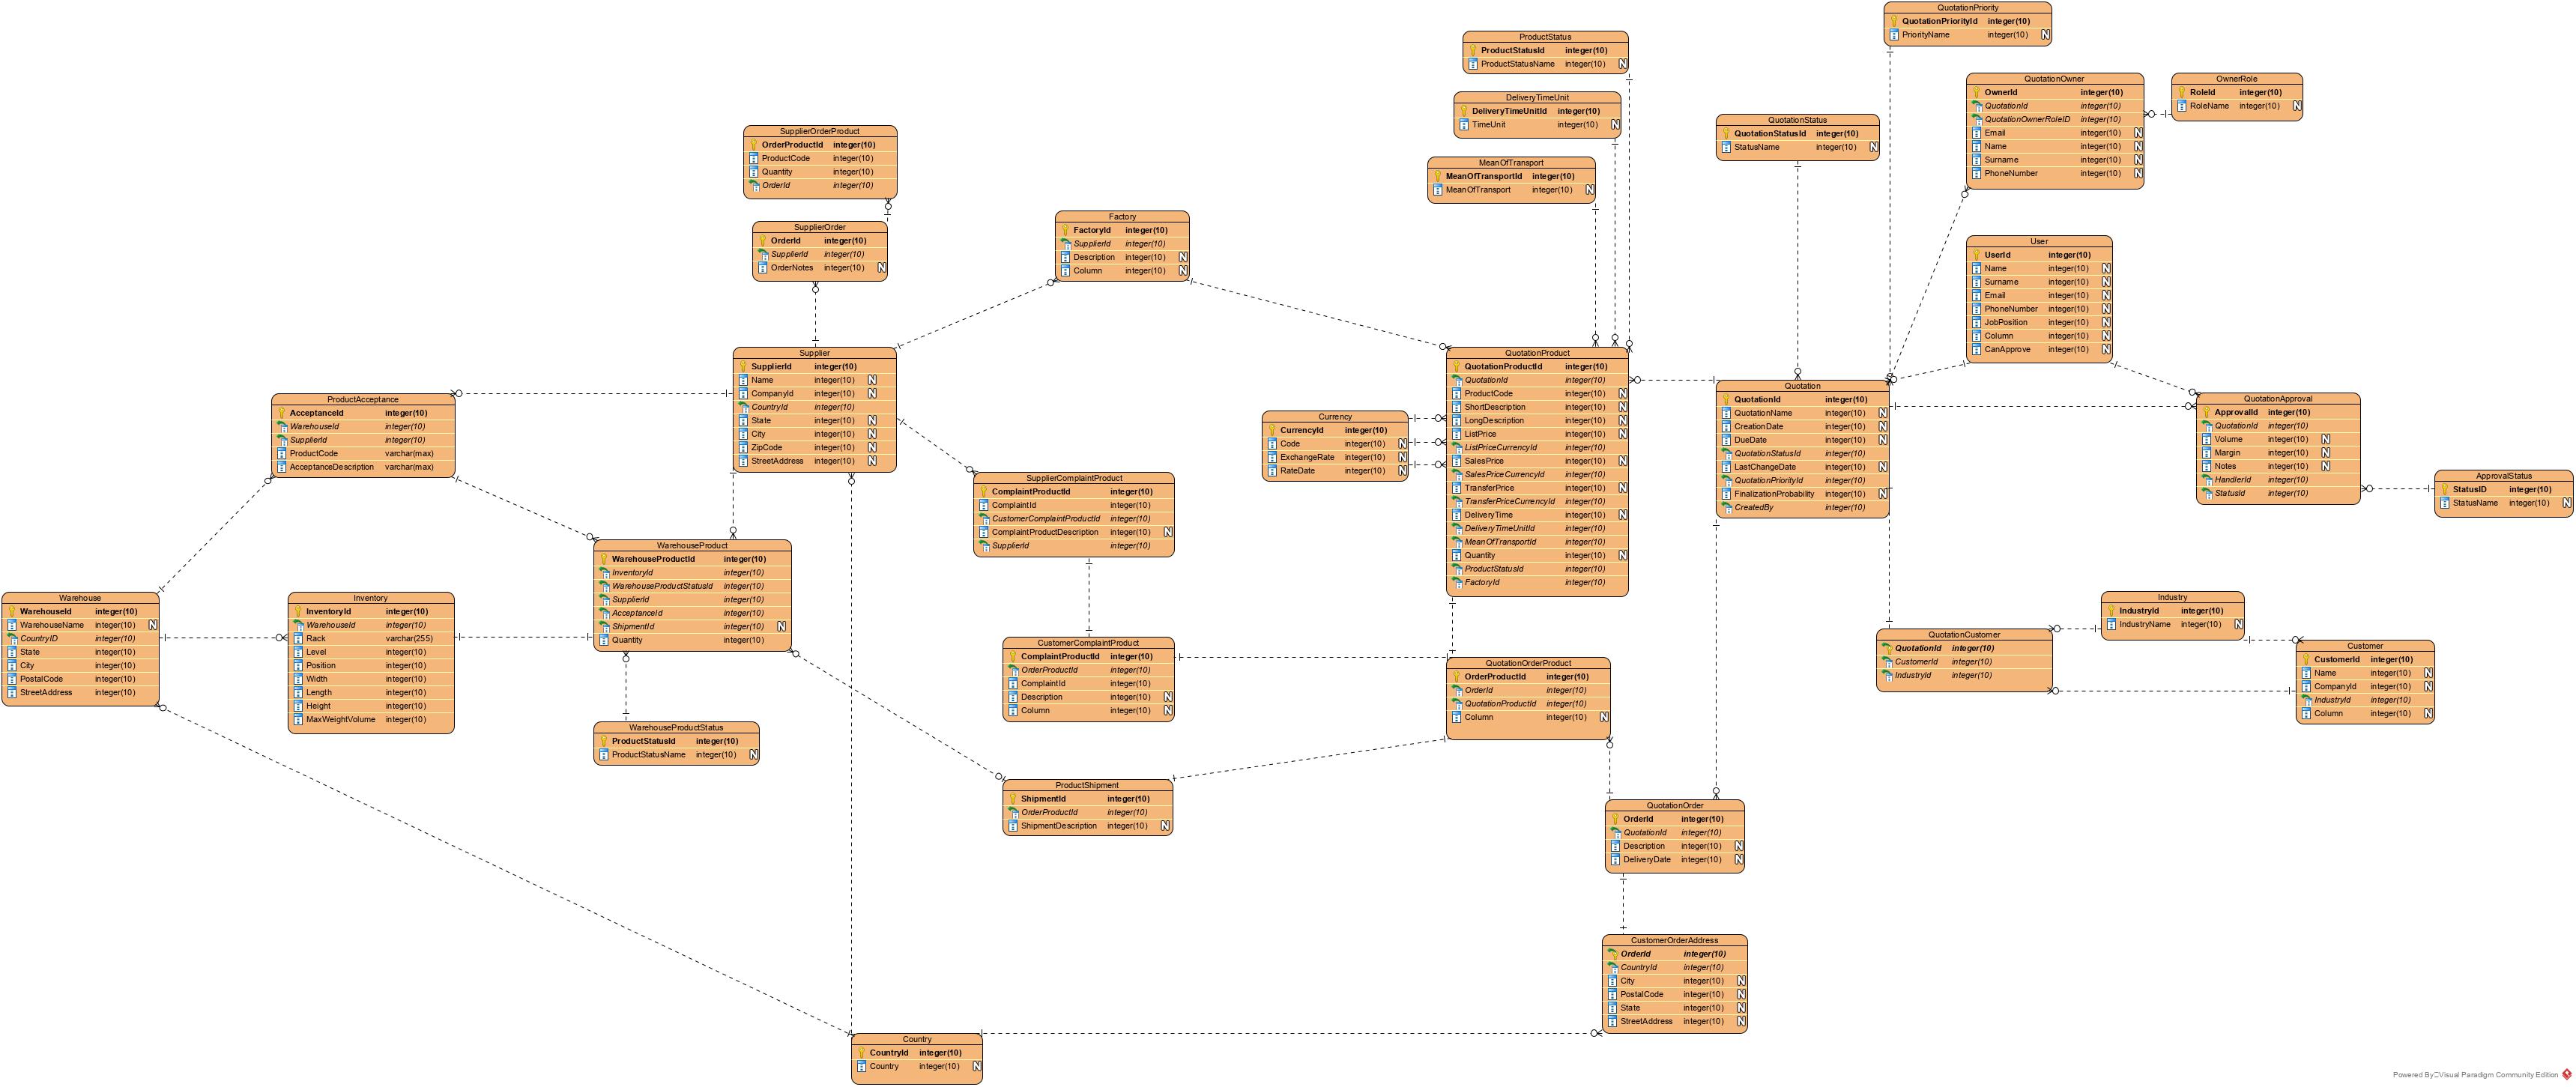 QuotationPriority
QuotationPriorityId integer(10)
PriorityName integer(10) N
ProductStatus
ProductStatusId integer(10)
ProductStatusName integer(10) N
QuotationOwner
OwnerId integer(10)
QuotationId integer(10)
QuotationOwnerRoleID integer(10)
Email integer(10) N
Name integer(10) N
Surname integer(10) N
PhoneNumber integer(10) N
OwnerRole
RoleId integer(10)
RoleName integer(10) N
DeliveryTimeUnit
DeliveryTimeUnitId integer(10)
TimeUnit integer(10) N
QuotationStatus
QuotationStatusId integer(10)
StatusName integer(10) N
SupplierOrderProduct
OrderProductId integer(10)
ProductCode integer(10)
Quantity integer(10)
OrderId integer(10)
MeanOfTransport
MeanOfTransportId integer(10)
MeanOfTransport integer(10) N
Factory
FactoryId integer(10)
SupplierId integer(10)
Description integer(10) N
Column integer(10) N
SupplierOrder
OrderId integer(10)
SupplierId integer(10)
OrderNotes integer(10) N
User
UserId integer(10)
Name integer(10) N
Surname integer(10) N
Email integer(10) N
PhoneNumber integer(10) N
JobPosition integer(10) N
Column integer(10) N
CanApprove integer(10) N
Supplier
SupplierId integer(10)
Name integer(10) N
CompanyId integer(10) N
CountryId integer(10)
State integer(10) N
City integer(10) N
ZipCode integer(10) N
StreetAddress integer(10) N
QuotationProduct
QuotationProductId integer(10)
QuotationId integer(10)
ProductCode integer(10) N
ShortDescription integer(10) N
LongDescription integer(10) N
ListPrice integer(10) N
ListPriceCurrencyId integer(10)
SalesPrice integer(10) N
SalesPriceCurrencyId integer(10)
TransferPrice integer(10) N
TransferPriceCurrencyId integer(10)
DeliveryTime integer(10) N
DeliveryTimeUnitId integer(10)
MeanOfTransportId integer(10)
Quantity integer(10) N
ProductStatusId integer(10)
FactoryId integer(10)
Quotation
QuotationId integer(10)
QuotationName integer(10) N
CreationDate integer(10) N
DueDate integer(10) N
QuotationStatusId integer(10)
LastChangeDate integer(10) N
QuotationPriorityId integer(10)
FinalizationProbability integer(10) N
CreatedBy integer(10)
ProductAcceptance
AcceptanceId integer(10)
WarehouseId integer(10)
SupplierId integer(10)
ProductCode varchar(max)
AcceptanceDescription varchar(max)
QuotationApproval
ApprovalId integer(10)
QuotationId integer(10)
Volume integer(10) N
Margin integer(10) N
Notes integer(10) N
HandlerId integer(10)
StatusId integer(10)
Currency
CurrencyId integer(10)
Code integer(10) N
ExchangeRate integer(10) N
RateDate integer(10) N
ApprovalStatus
StatusID integer(10)
StatusName integer(10) N
SupplierComplaintProduct
ComplaintProductId integer(10)
ComplaintId integer(10)
CustomerComplaintProductId integer(10)
ComplaintProductDescription integer(10) N
SupplierId integer(10)
WarehouseProduct
WarehouseProductId integer(10)
InventoryId integer(10)
WarehouseProductStatusId integer(10)
SupplierId integer(10)
AcceptanceId integer(10)
ShipmentId integer(10) N
Quantity integer(10)
Warehouse
WarehouseId integer(10)
WarehouseName integer(10) N
CountryID integer(10)
State integer(10)
City integer(10)
PostalCode integer(10)
StreetAddress integer(10)
Inventory
InventoryId integer(10)
WarehouseId integer(10)
Rack varchar(255)
Level integer(10)
Position integer(10)
Width integer(10)
Length integer(10)
Height integer(10)
MaxWeightVolume integer(10)
Industry
IndustryId integer(10)
IndustryName integer(10) N
QuotationCustomer
QuotationId integer(10)
CustomerId integer(10)
IndustryId integer(10)
Customer
CustomerId integer(10)
Name integer(10) N
CompanyId integer(10) N
IndustryId integer(10)
Column integer(10) N
CustomerComplaintProduct
ComplaintProductId integer(10)
OrderProductId integer(10)
ComplaintId integer(10)
Description integer(10) N
Column integer(10) N
QuotationOrderProduct
OrderProductId integer(10)
OrderId integer(10)
QuotationProductId integer(10)
Column integer(10) N
WarehouseProductStatus
ProductStatusId integer(10)
ProductStatusName integer(10) N
ProductShipment
ShipmentId integer(10)
OrderProductId integer(10)
ShipmentDescription integer(10) N
QuotationOrder
OrderId integer(10)
QuotationId integer(10)
Description integer(10) N
DeliveryDate integer(10) N
CustomerOrderAddress
OrderId integer(10)
CountryId integer(10)
City integer(10) N
PostalCode integer(10) N
State integer(10) N
StreetAddress integer(10) N
Country
CountryId integer(10)
Country integer(10) N
Powered By Visual Paradigm Community Edition